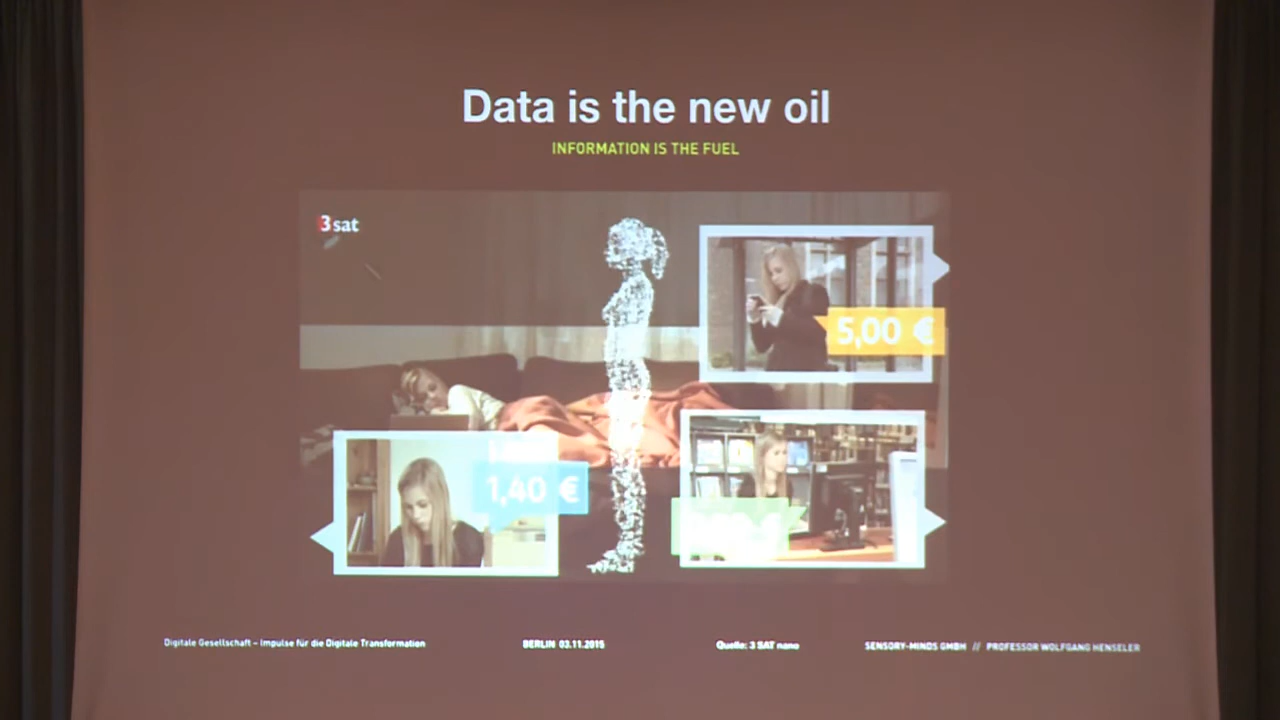 Data is the new oil
INFORMATION IS THE FUEL
3sat
5,00 €
1,40 €
Digitale Gesellschaft – Impulse für die Digitale Transformation
BERLIN 03.11.2015
Quelle: 3 SAT nano
SENSORY-MINDS GMBH // PROFESSOR WOLFGANG HENSELER